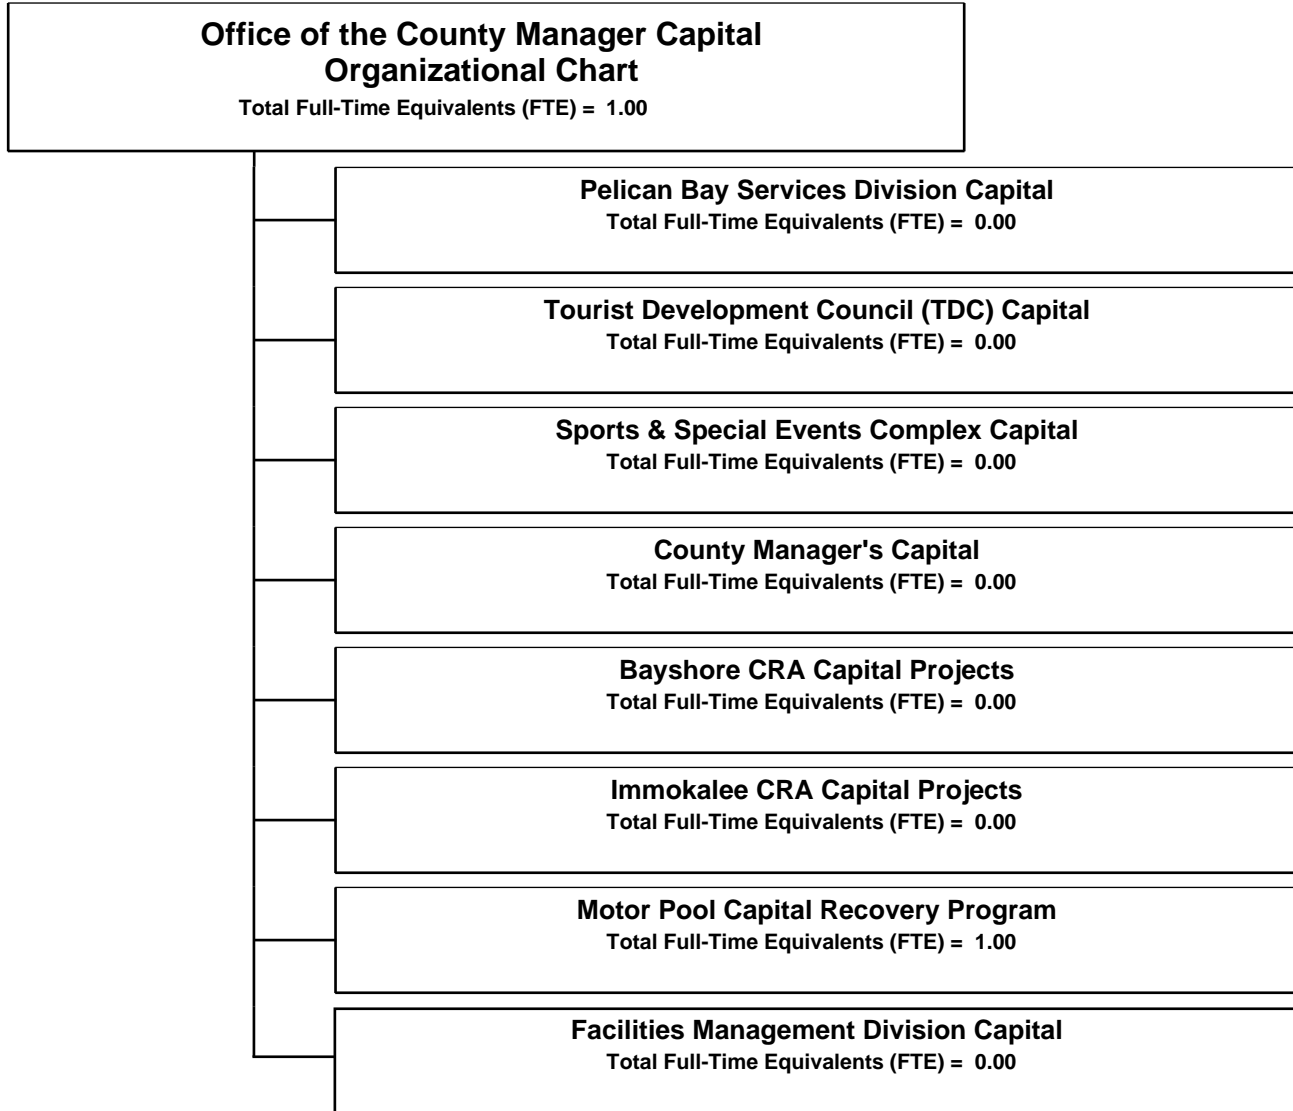 Office of the County Manager Capital
Organizational Chart
Total Full-Time Equivalents (FTE) = 1.00
Pelican Bay Services Division Capital
Total Full-Time Equivalents (FTE) = 0.00
Tourist Development Council (TDC) Capital
Total Full-Time Equivalents (FTE) = 0.00
Sports & Special Events Complex Capital
Total Full-Time Equivalents (FTE) = 0.00
County Manager's Capital
Total Full-Time Equivalents (FTE) = 0.00
Bayshore CRA Capital Projects
Total Full-Time Equivalents (FTE) = 0.00
Immokalee CRA Capital Projects
Total Full-Time Equivalents (FTE) = 0.00
Motor Pool Capital Recovery Program
Total Full-Time Equivalents (FTE) = 1.00
Facilities Management Division Capital
Total Full-Time Equivalents (FTE) = 0.00